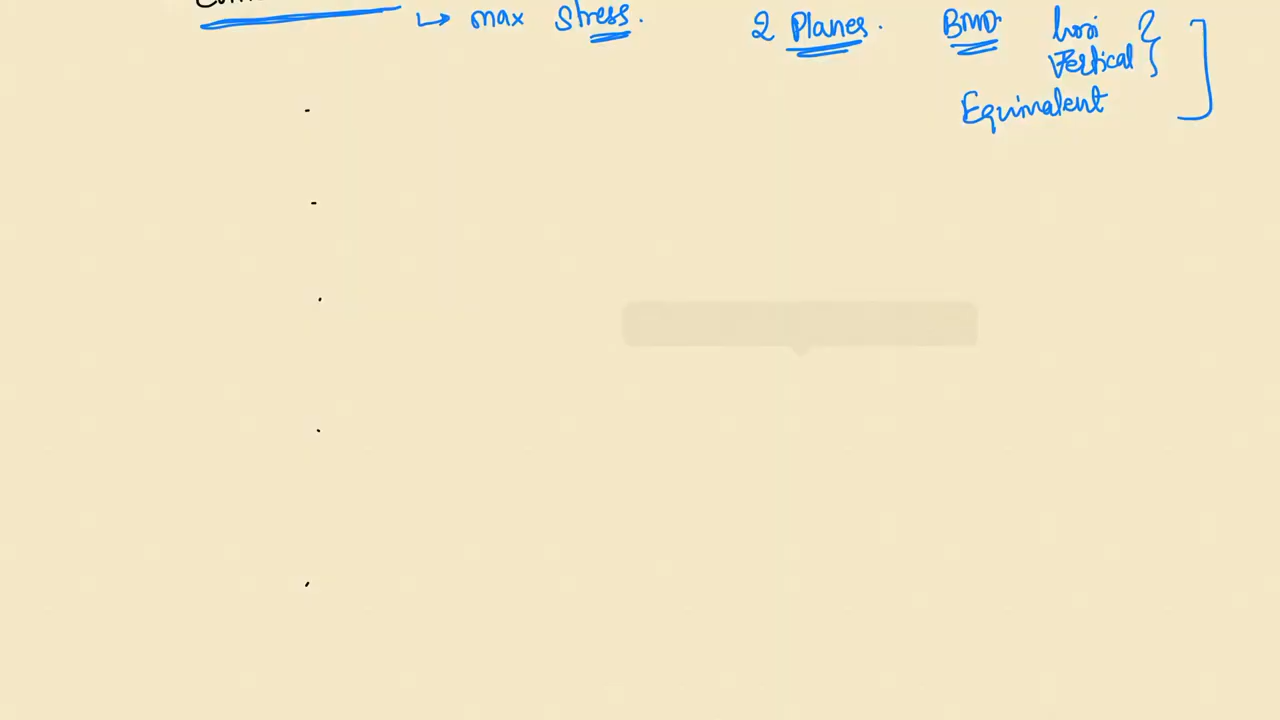 → max Stress. 2 Planes. BMD. hori
Vertical
Equivalent